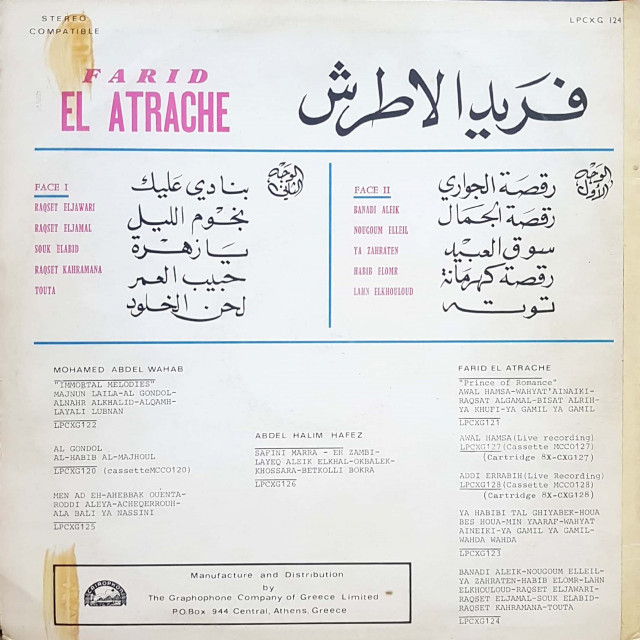 STEREO
COMPATIBLE
LPCXG 124
FARID
EL ATRACHE
فريد الاطرش
FACE I
الوجه الثاني
RAQSET ELJAWARI
RAQSET ELJAMAL
SOUK ELABID
RAQSET KAHRAMANA
TOUTA
بنادي عليك
نجوم الليل
يا زهرة
حبيب العمر
لحن الخلود
FACE II
الوجه الأول
BANADI ALEIK
NOUGOUM ELLEIL
YA ZAHRATEN
HABIB ELOMR
LAHN ELKHOULOUD
رقصة الجواري
رقصة الجمال
سوق العبيد
رقصة كهرمانة
توته
MOHAMED ABDEL WAHAB
"IMMORTAL MELODIES"
MAJNUN LAILA-AL GONDOL-
ALNAHR ALKHALID-ALQAMH-
LAYALI LUBNAN
LPCXG122
AL GONDOL
AL-HABIB AL-MAJHOUL
LPCXG120 (cassetteMCCO120)
MEN AD EH-AHEBBAK OUENTA-
RODDI ALEYA-ACHEQERROUH-
ALA BALI YA NASSINI
LPCXG125
ABDEL HALIM HAFEZ
SAFINI MARRA - EH ZAMBI-
LAYEQ ALEIK ELKHAL-OKBALEK-
KHOSSARA-BETKOLLI BOKRA
LPCXG126
FARID EL ATRACHE
"Prince of Romance"
AWAL HAMSA-WAHYAT'AINAIKI-
RAQSAT ALGAMAL-BISAT ALRIH-
YA KHUFI-YA GAMIL YA GAMIL
LPCXG121
AWAL HAMSA(Live recording)
LPCXG127(Cassette MCCO127)
(Cartridge 8X-CXG127)
ADDI ERRABIH(Live Recording)
LPCXG128(Cassette MCCO128)
(Cartridge 8X-CXG128)
YA HABIBI TAL GHIYABEK-HOUA
BES HOUA-MIN YAARAF-WAHYAT
AINEIKI-YA GAMIL YA GAMIL-
WAHDA WAHDA
LPCXG123
BANADI ALEIK-NOUGOUM ELLEIL-
YA ZAHRATEN-HABIB ELOMR-LAHN
ELKHOULOUD-RAQSET ELJAWARI-
RAQSET ELJAMAL-SOUK ELABID-
RAQSET KAHRAMANA-TOUTA
LPCXG124
Manufacture and Distribution
by
The Graphophone Company of Greece Limited
P.O.Box 944 Central, Athens, Greece